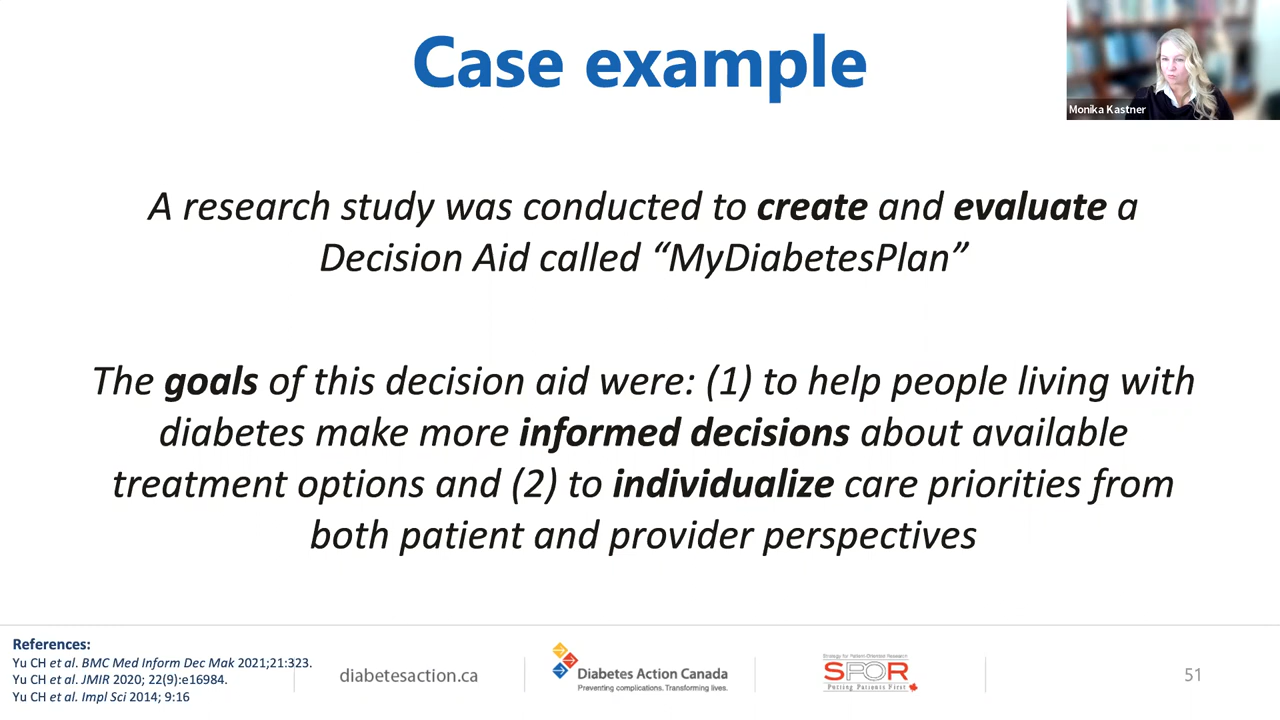 Case example
Monika Kastner
A research study was conducted to create and evaluate a
Decision Aid called “MyDiabetesPlan”
The goals of this decision aid were: (1) to help people living with
diabetes make more informed decisions about available
treatment options and (2) to individualize care priorities from
both patient and provider perspectives
References:
Yu CH et al. BMC Med Inform Dec Mak 2021;21:323.
Yu CH et al. JMIR 2020; 22(9):e16984.
Yu CH et al. Impl Sci 2014; 9:16
diabetesaction.ca
Diabetes Action Canada
Preventing complications. Transforming lives.
Strategy for Patient-Oriented Research
SPOR
Putting Patients First
51